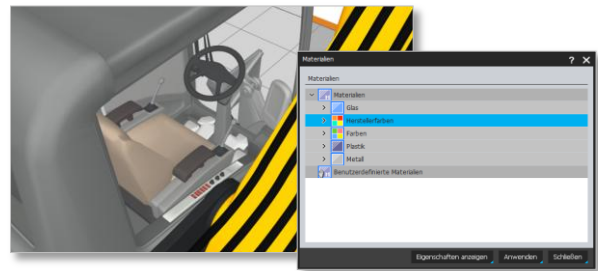 Materialien
? X
Materialien
Materialien
Glas
Herstellerfarben
Farben
Plastik
Metall
Benutzerdefinierte Materialien
Eigenschaften anzeigen Anwenden Schließen